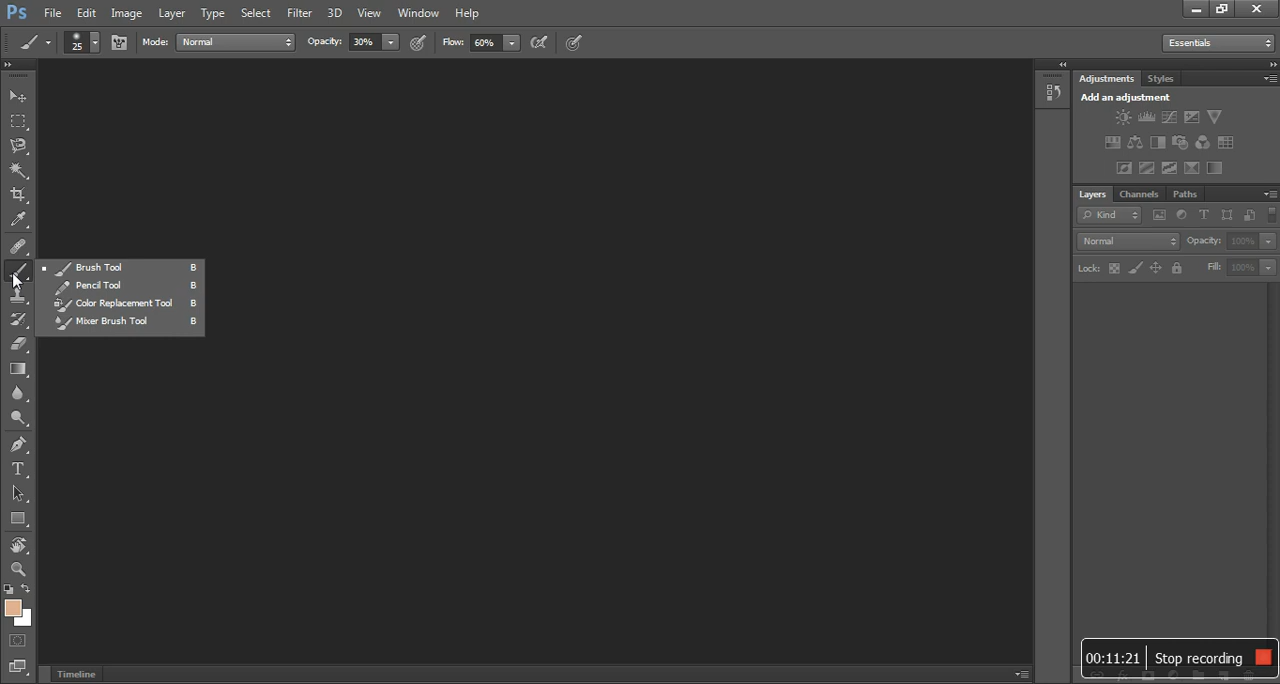 Ps File Edit Image Layer Type Select Filter 3D View Window Help
25 Mode: Normal Opacity: 30% Flow: 60% Essentials
Adjustments Styles
Add an adjustment
Layers Channels Paths
Kind T
Normal Opacity: 100%
Lock: Fill: 100%
Brush Tool B
Pencil Tool B
Color Replacement Tool B
Mixer Brush Tool B
T
00:11:21 Stop recording
Timeline